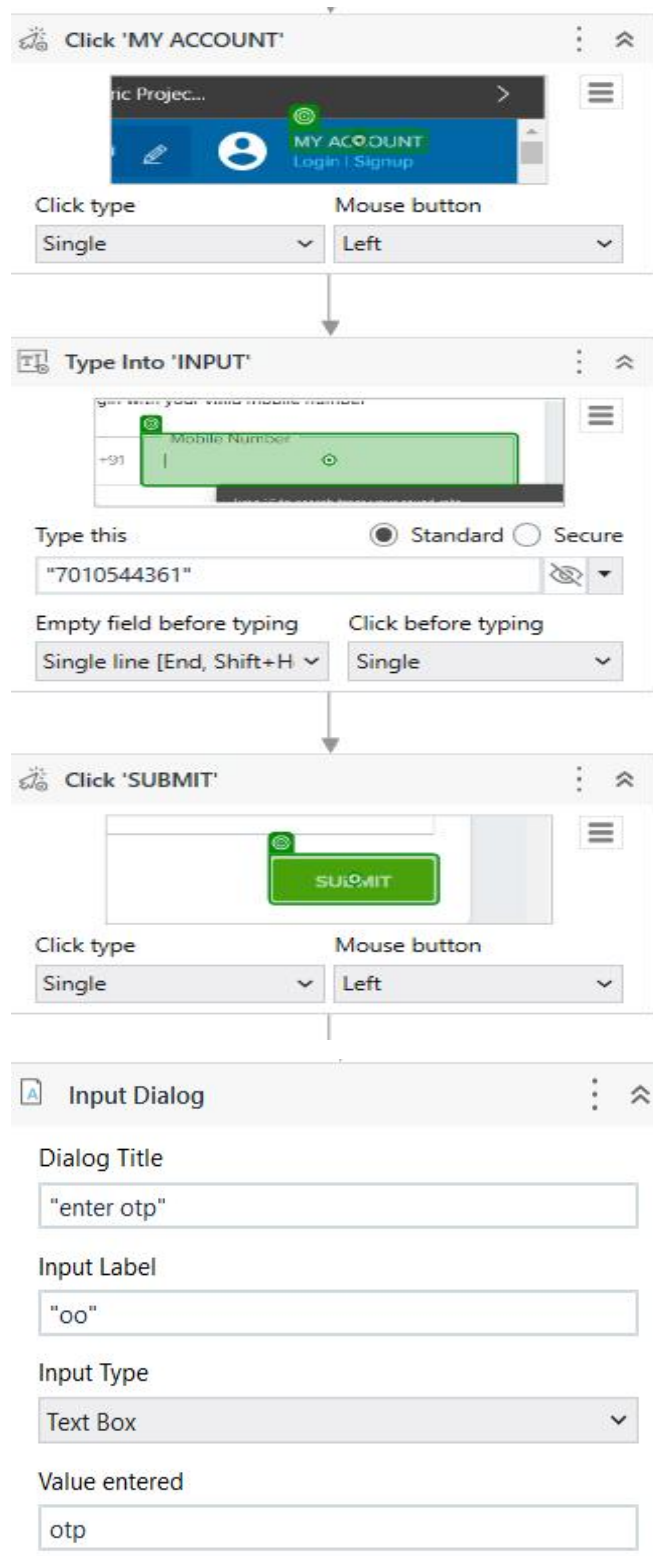 Click 'MY ACCOUNT'
ric Projec...
MY ACCOUNT
Login | Signup
Click type Mouse button
Single Left
Type Into 'INPUT'
Mobile Number
+91
Type this Standard Secure
"7010544361"
Empty field before typing Click before typing
Single line [End, Shift+H Single
Click 'SUBMIT'
SUBMIT
Click type Mouse button
Single Left
Input Dialog
Dialog Title
"enter otp"
Input Label
"oo"
Input Type
Text Box
Value entered
otp